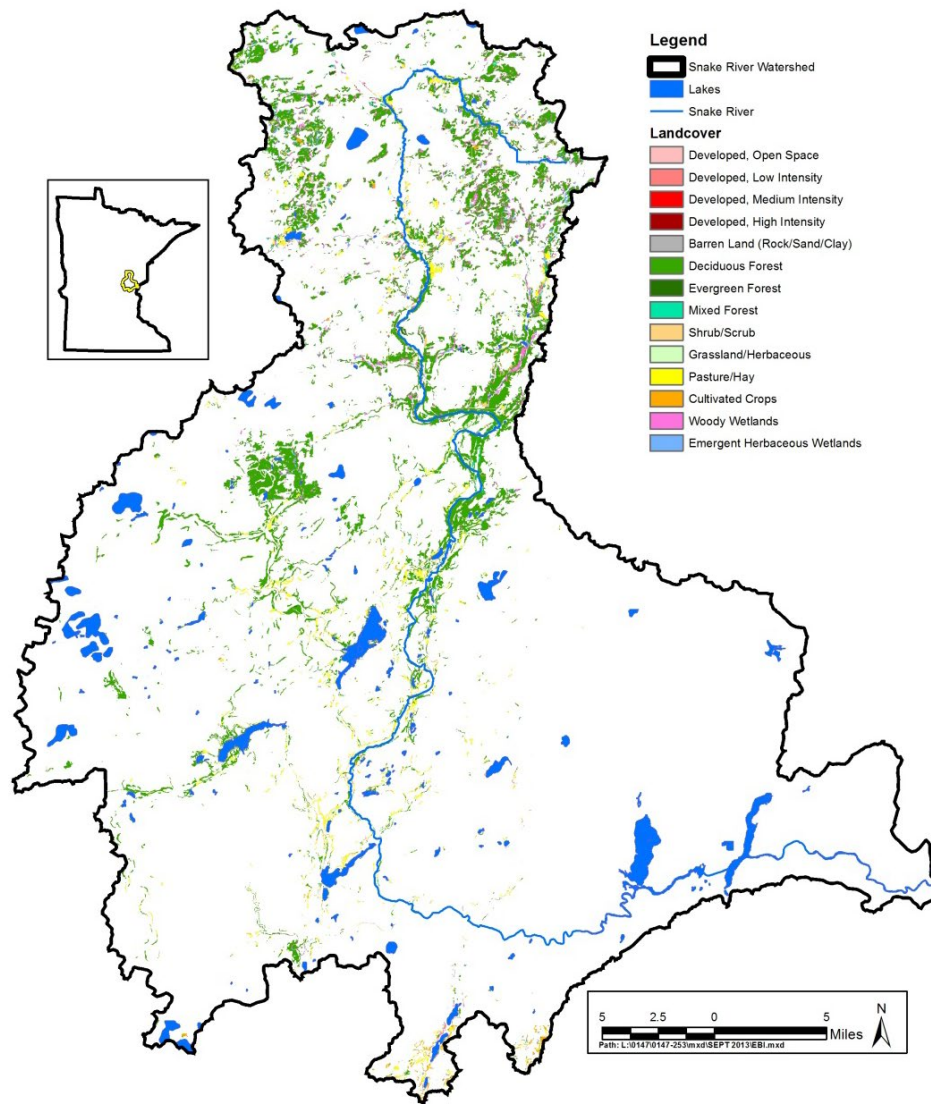 Legend
Snake River Watershed
Lakes
Snake River
Landcover
Developed, Open Space
Developed, Low Intensity
Developed, Medium Intensity
Developed, High Intensity
Barren Land (Rock/Sand/Clay)
Deciduous Forest
Evergreen Forest
Mixed Forest
Shrub/Scrub
Grassland/Herbaceous
Pasture/Hay
Cultivated Crops
Woody Wetlands
Emergent Herbaceous Wetlands
5 2.5 0 5
Miles
N
Path: L:\0147\0147-253\mxd\SEPT 2013\EBI.mxd